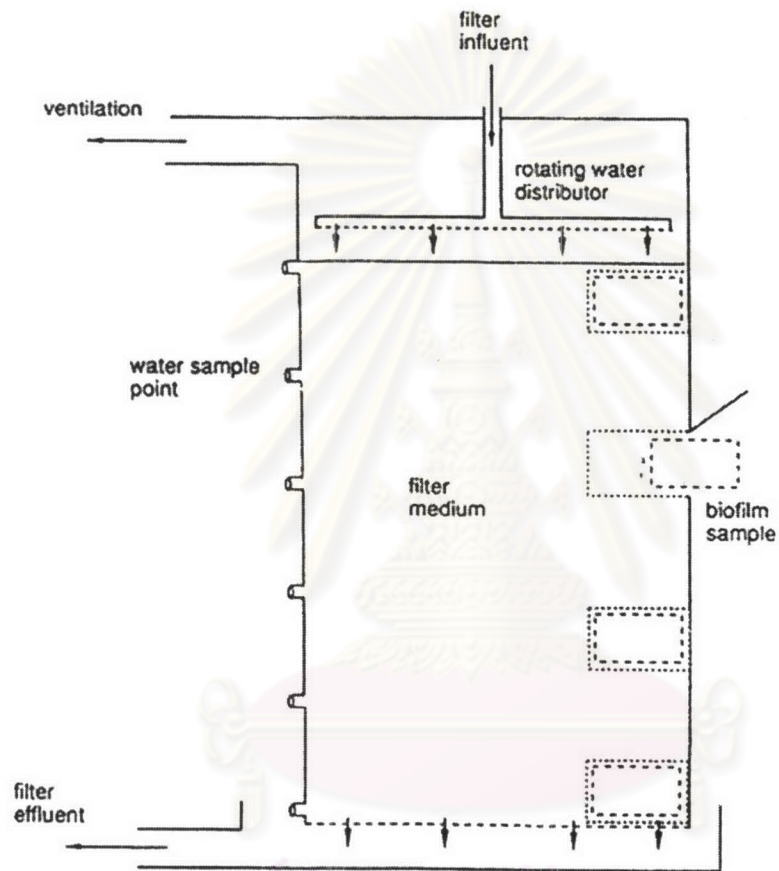 filter
influent
ventilation
rotating water
distributor
water sample
point
filter
medium
biofilm
sample
filter
effluent